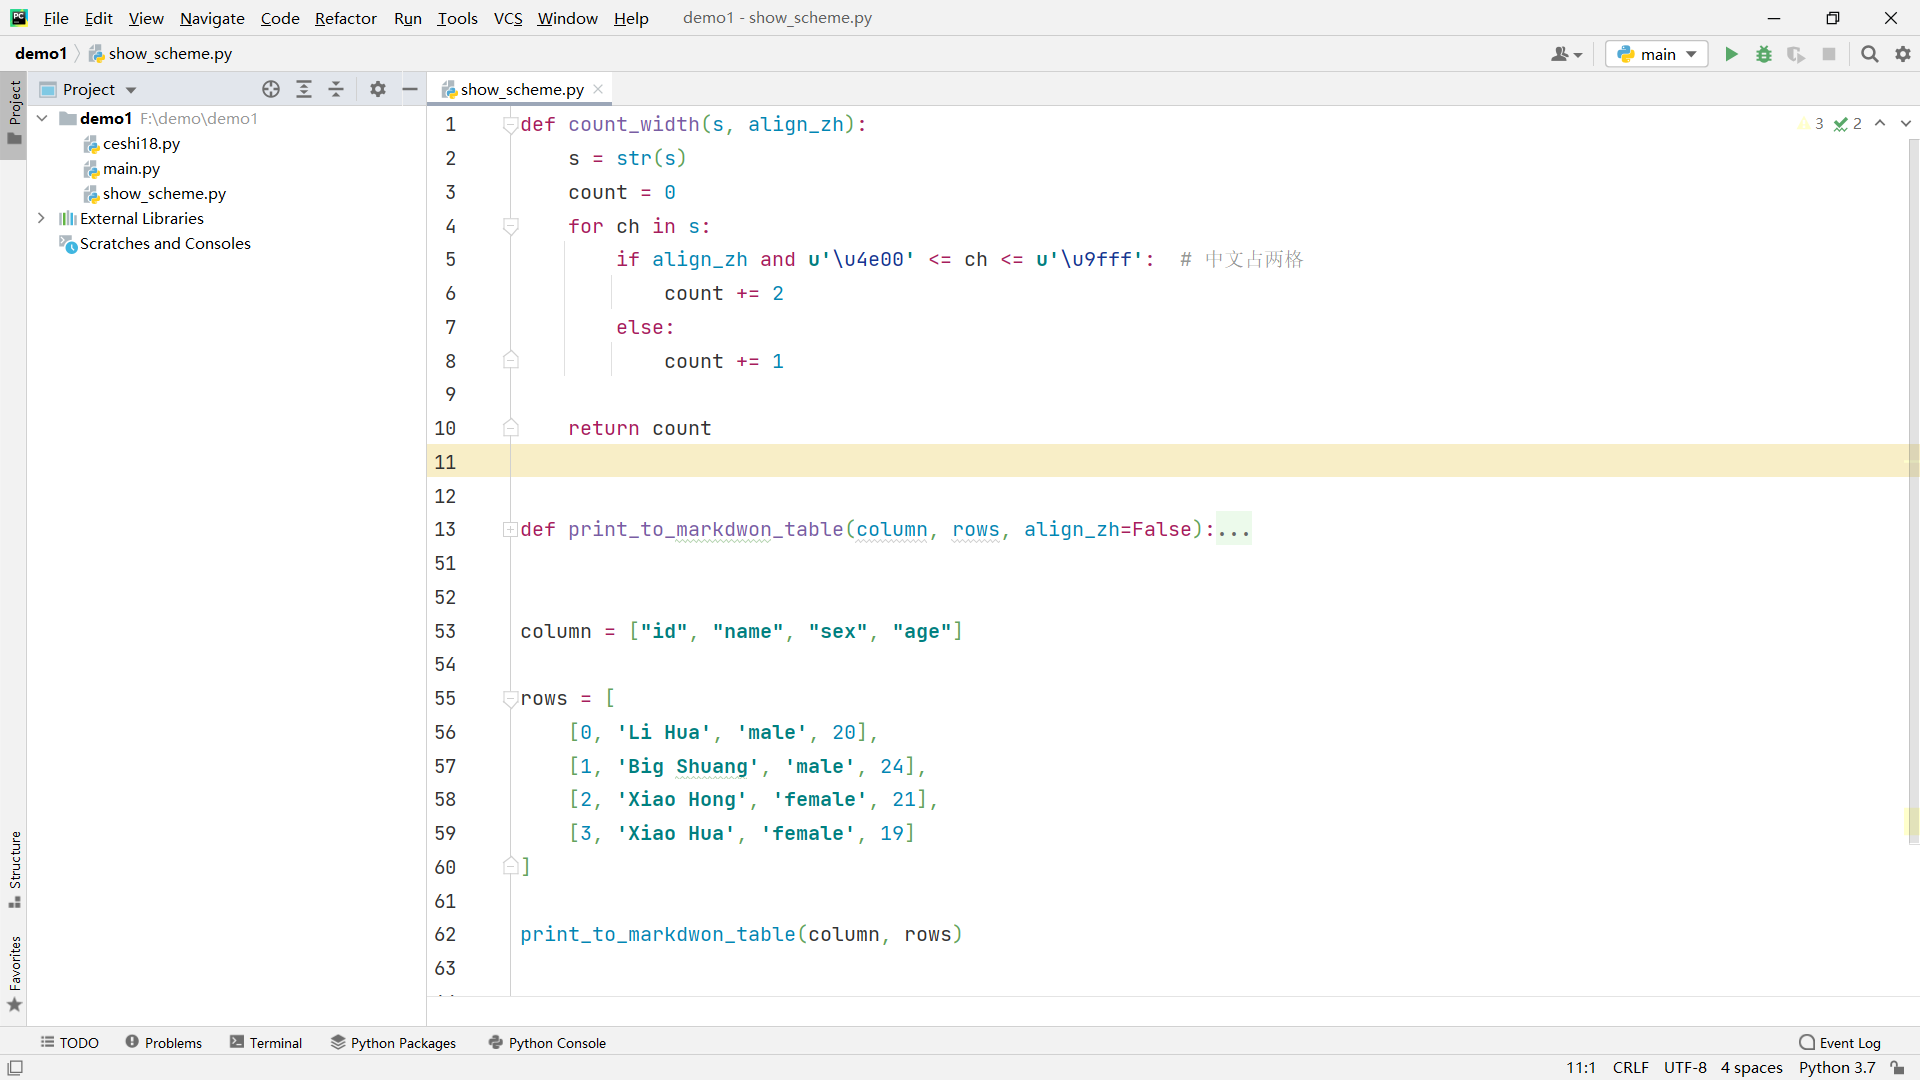 File Edit View Navigate Code Refactor Run Tools VCS Window Help demo1 - show_scheme.py
demo1 show_scheme.py main
Project
Project
show_scheme.py
demo1 F:\demo\demo1
ceshi18.py
main.py
show_scheme.py
External Libraries
Scratches and Consoles
Structure
Favorites
3 2
1 def count_width(s, align_zh):
2 s = str(s)
3 count = 0
4 for ch in s:
5 if align_zh and u'\u4e00' <= ch <= u'\u9fff': # 中文占两格
6 count += 2
7 else:
8 count += 1
9
10 return count
11
12
13 def print_to_markdwon_table(column, rows, align_zh=False):...
51
52
53 column = ["id", "name", "sex", "age"]
54
55 rows = [
56 [0, 'Li Hua', 'male', 20],
57 [1, 'Big Shuang', 'male', 24],
58 [2, 'Xiao Hong', 'female', 21],
59 [3, 'Xiao Hua', 'female', 19]
60 ]
61
62 print_to_markdwon_table(column, rows)
63
TODO Problems Terminal Python Packages Python Console Event Log
11:1 CRLF UTF-8 4 spaces Python 3.7